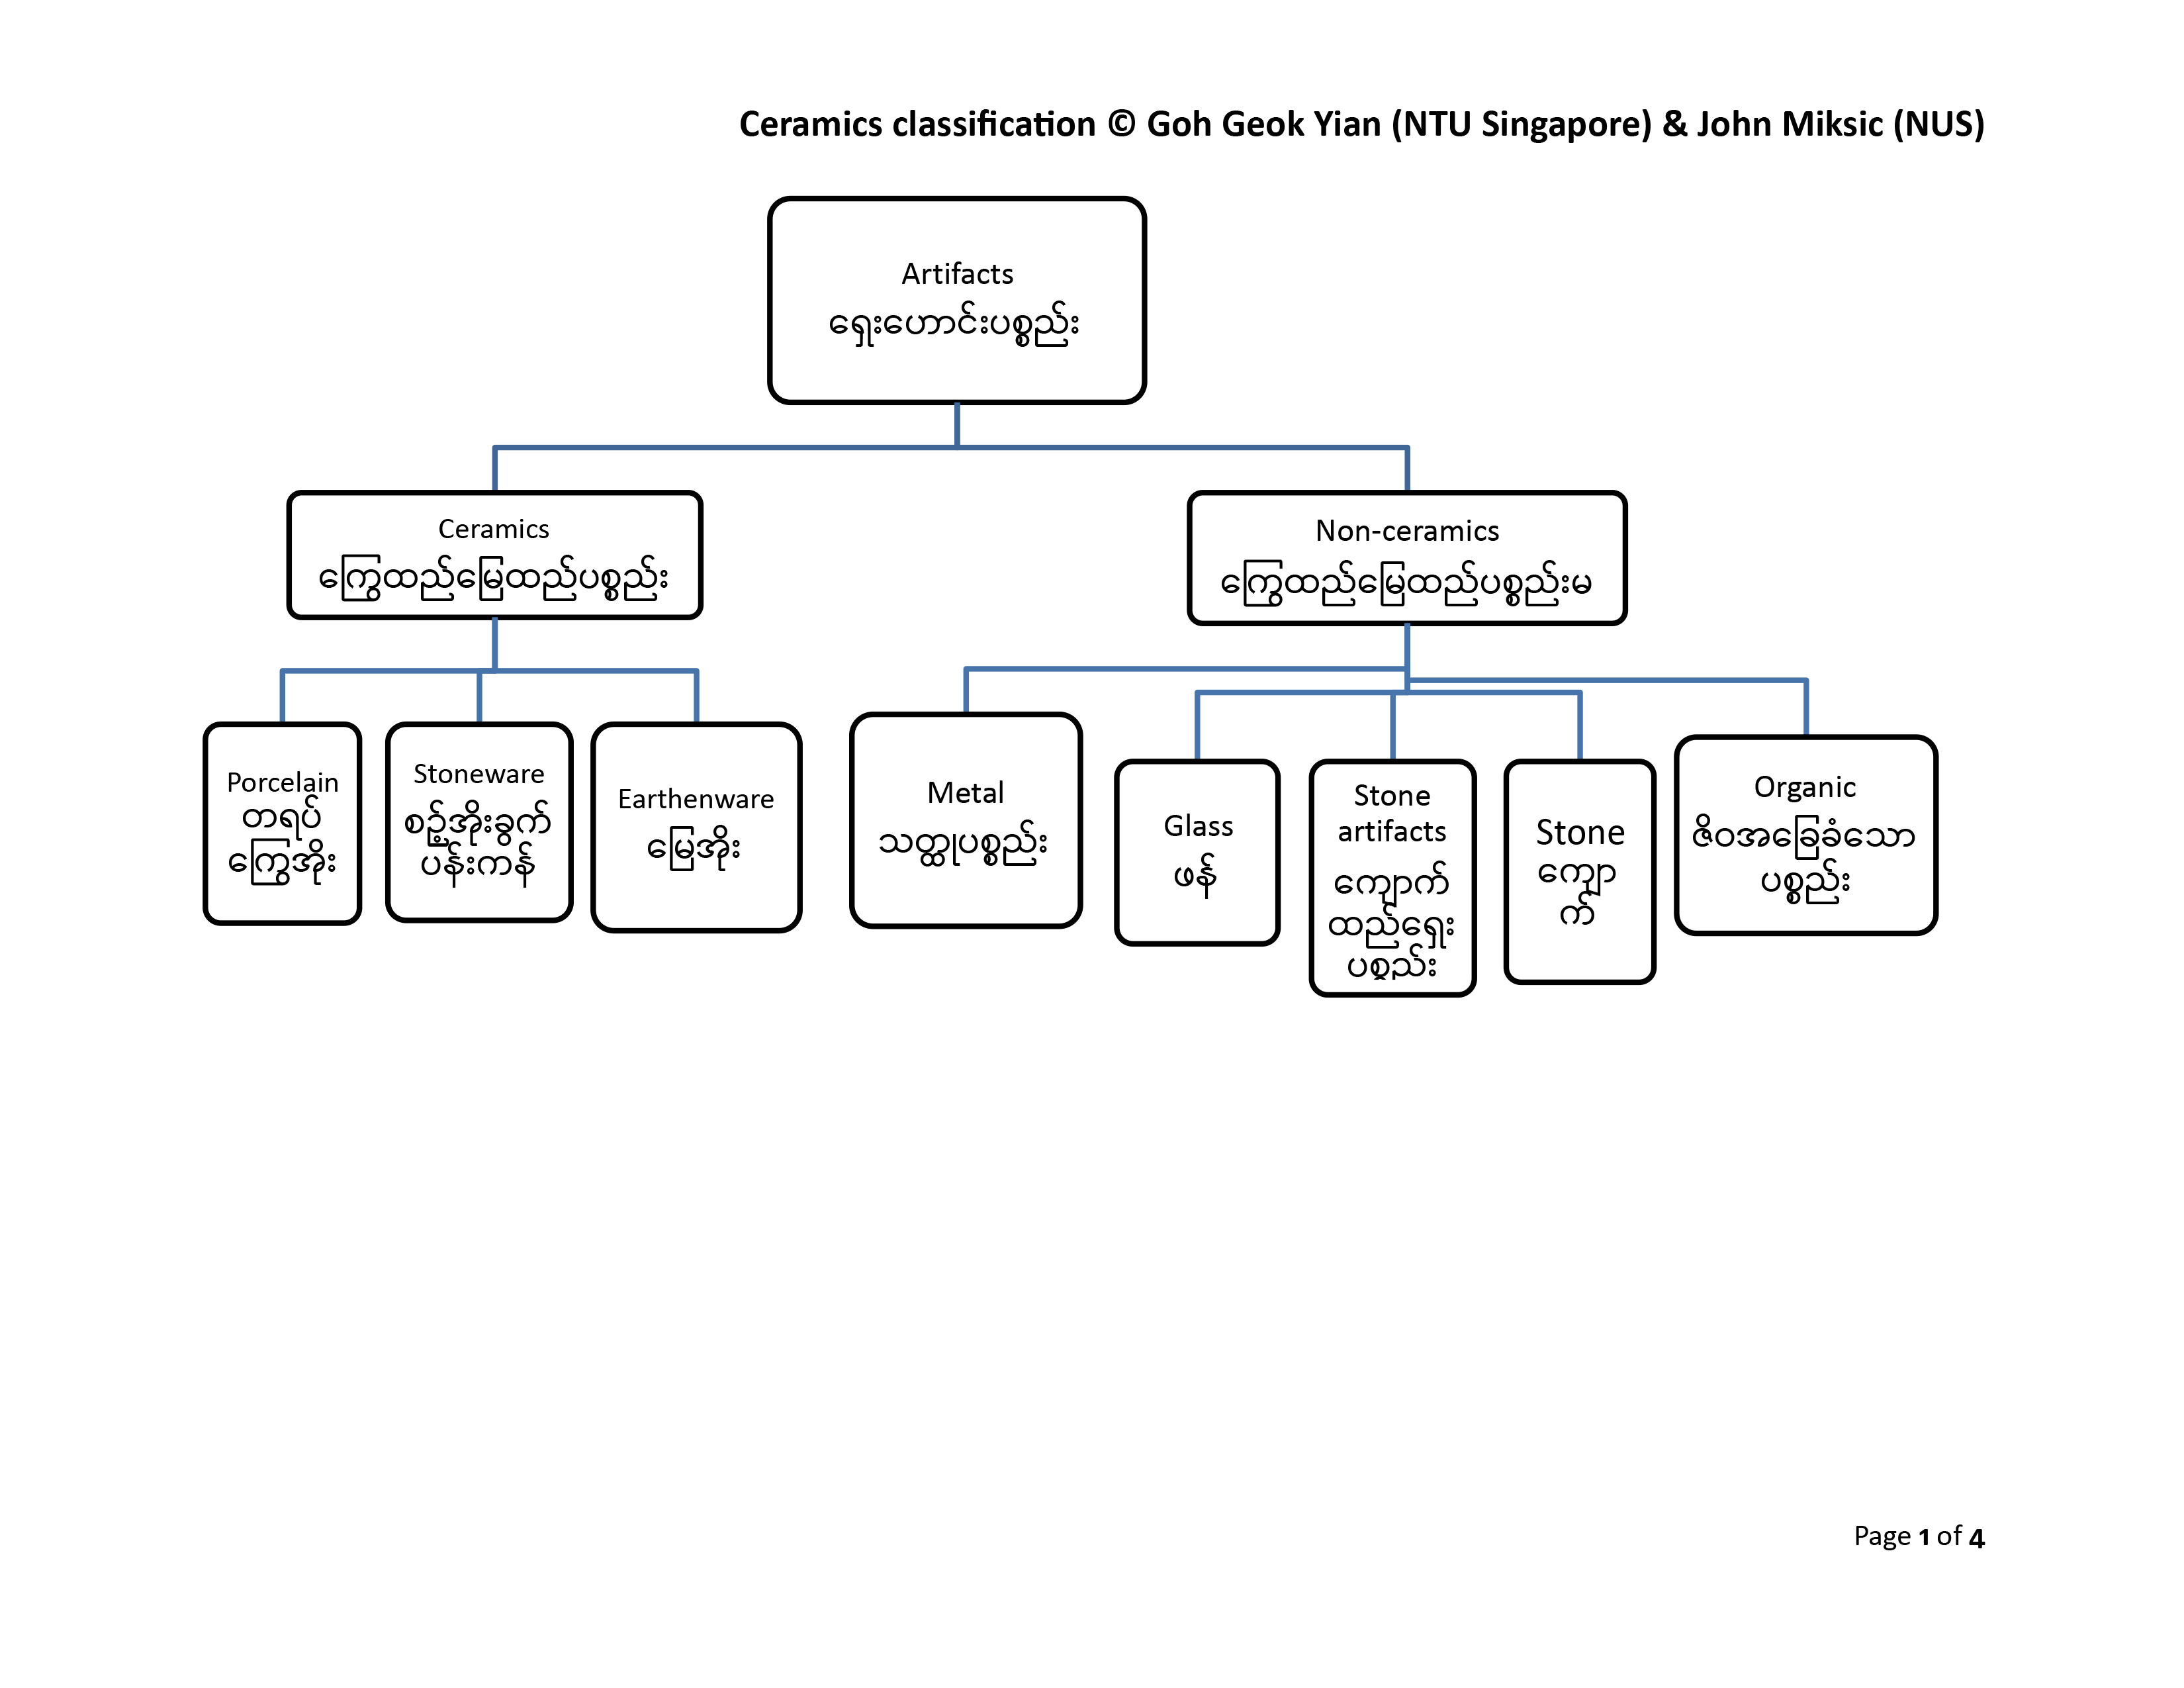 Ceramics classification © Goh Geok Yian (NTU Singapore) & John Miksic (NUS)
Artifacts
ရှေးဟောင်းပစ္စည်း
Ceramics
ကြွေထည်မြေထည်ပစ္စည်း
Non-ceramics
ကြွေထည်မြေထည်ပစ္စည်းမ
Porcelain
တရုပ်
ကြွေအိုး
Stoneware
စဉ့်အိုးခွက်
ပန်းကန်
Earthenware
မြေအိုး
Metal
သတ္ထုပစ္စည်း
Glass
ဖန်
Stone
artifacts
ကျောက်
ထည်ရှေး
ပစ္စည်း
Stone
ကျော
က်
Organic
ဇိဝအခြေခံသော
ပစ္စည်း
Page 1 of 4